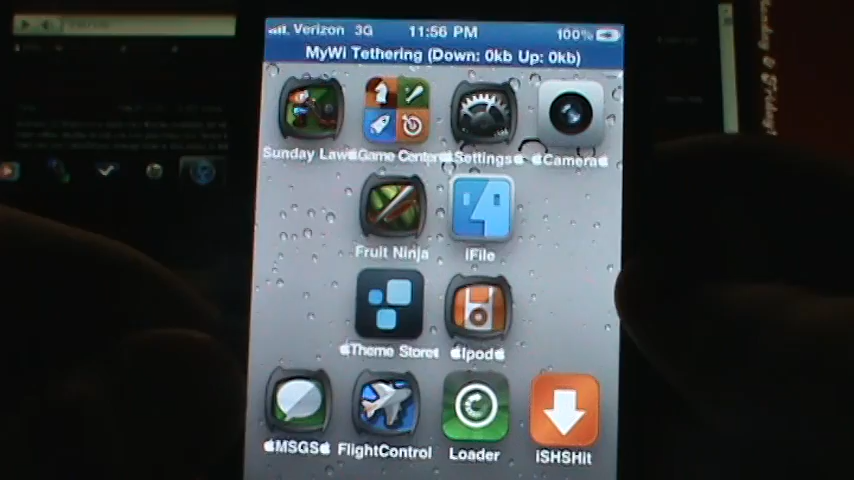 Verizon 3G 11:56 PM 100%
MyWi Tethering (Down: 0kb Up: 0kb)
Sunday Law Game Center Settings Camera
Fruit Ninja iFile
Theme Store Ipod
MSGS FlightControl Loader iSHSHit